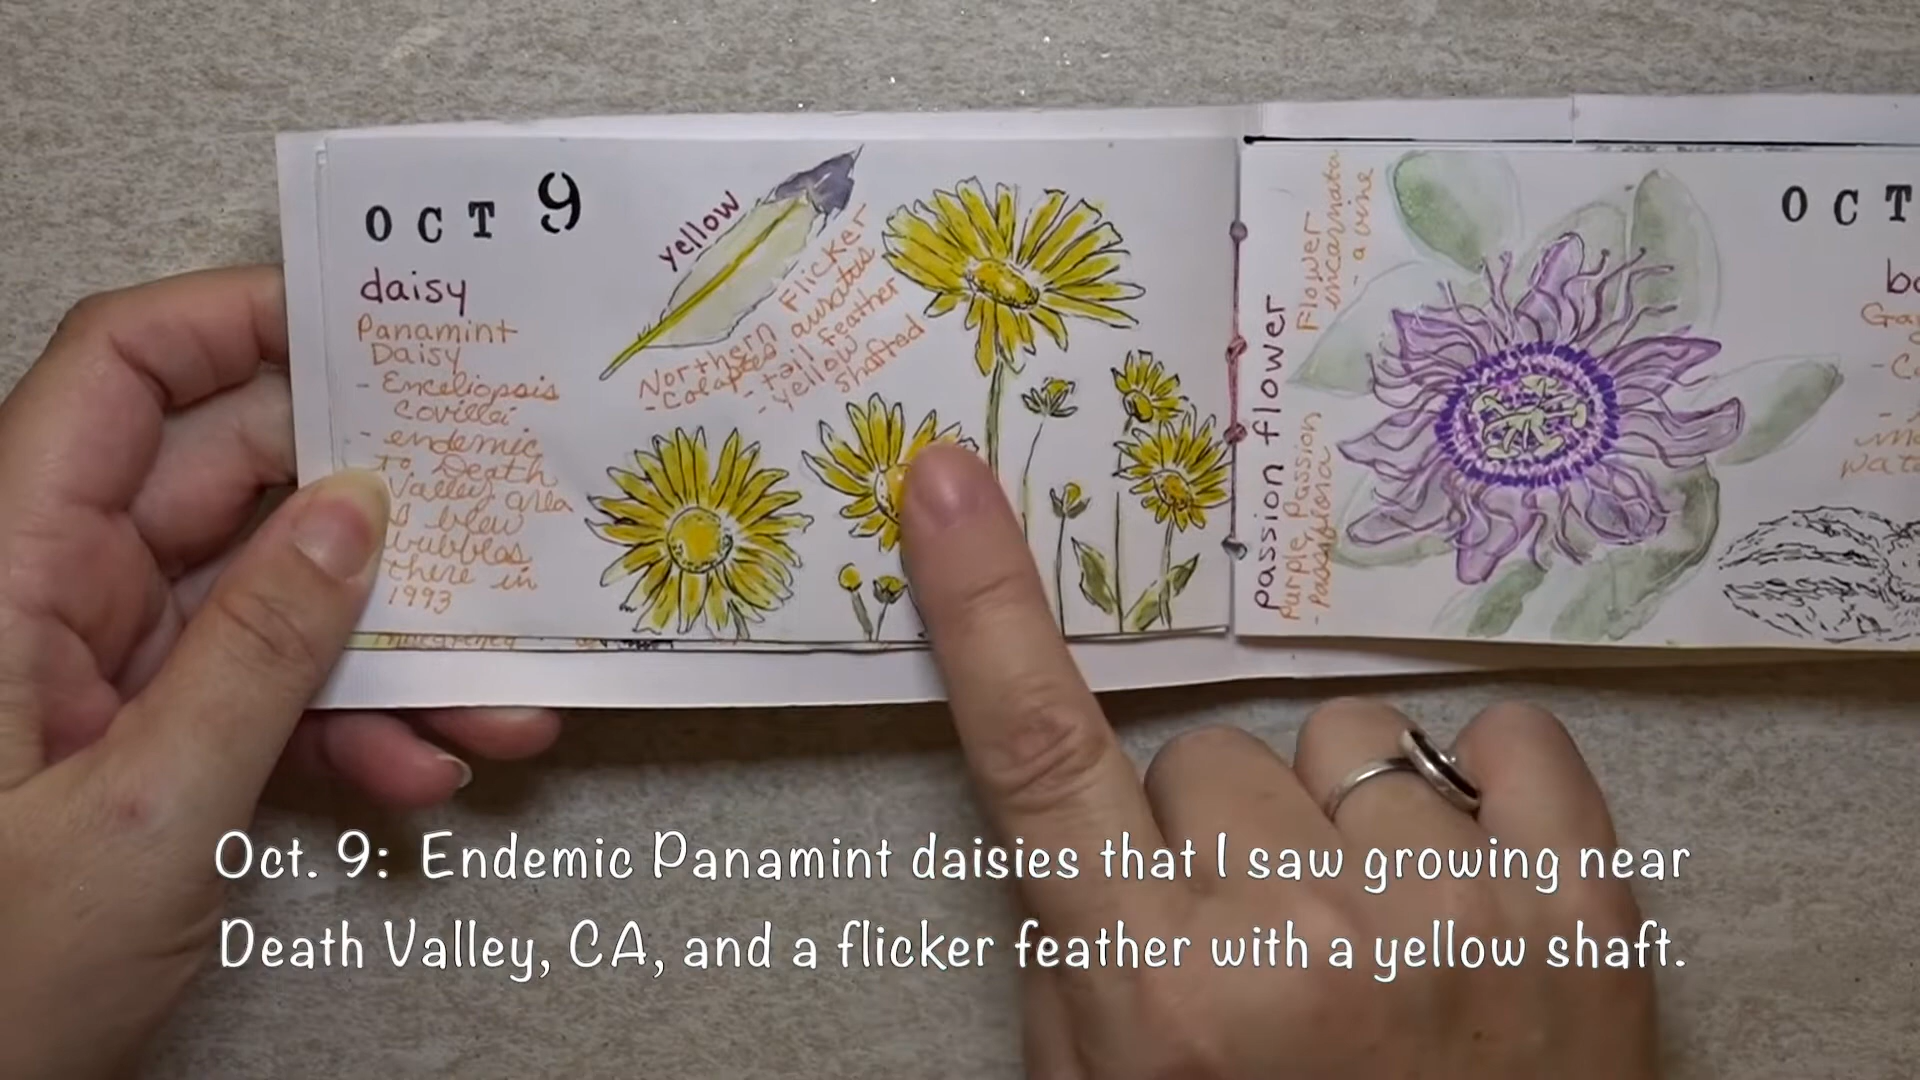 OCT 9
daisy
Panamint
Daisy
- Enceliopsis
covillei
- endemic
to Death
Valley area
I blew
bubbles
there in
1993
yellow
Northern Flicker
- Colaptes auratus
- tail feather
- yellow
shafted
passion flower
Purple Passion Flower
- Passiflora incarnata
- a vine
OCT
Oct. 9: Endemic Panamint daisies that I saw growing near
Death Valley, CA, and a flicker feather with a yellow shaft.